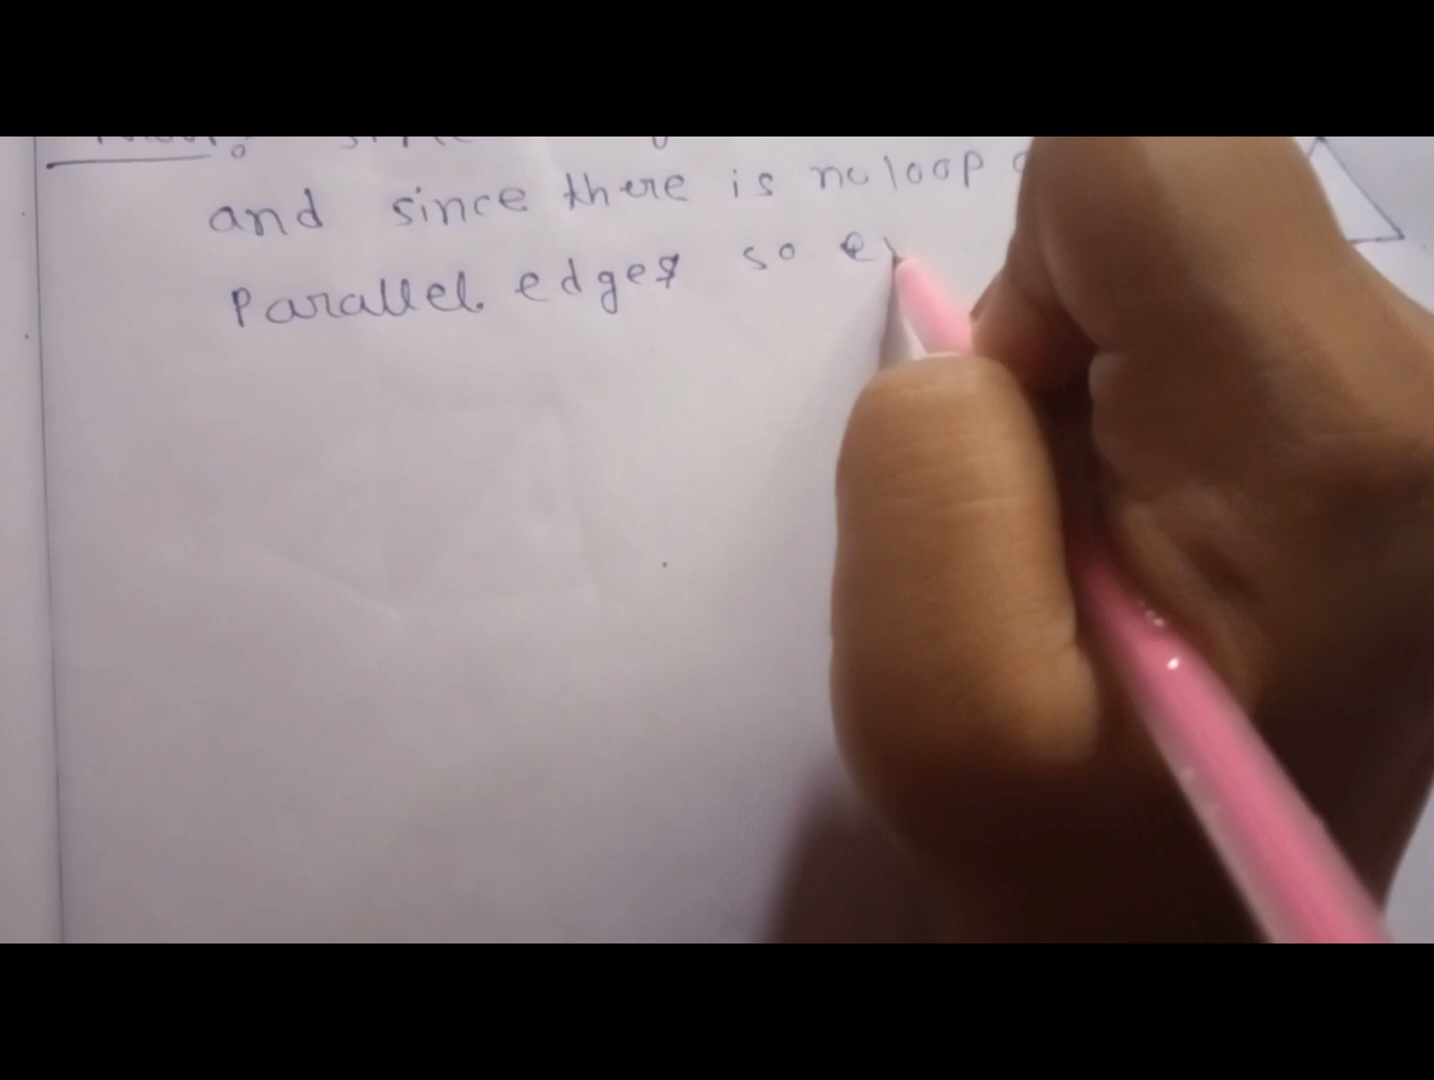 and since there is no loop
Parallel edges so